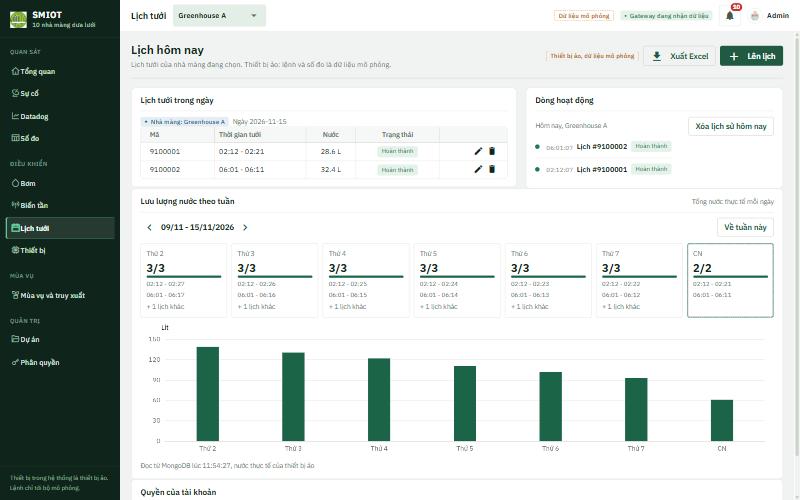 SMIOT
10 nhà màng dưa lưới
QUAN SÁT
Tổng quan
Sự cố
Datadog
Số đo
ĐIỀU KHIỂN
Bơm
Biến tần
Lịch tưới
Thiết bị
MÙA VỤ
Mùa vụ và truy xuất
QUẢN TRỊ
Dự án
Phân quyền
Thiết bị trong hệ thống là thiết bị ảo.
Lệnh chỉ tới bộ mô phỏng.
Lịch tưới
Greenhouse A
Dữ liệu mô phỏng
Gateway đang nhận dữ liệu
Admin
Lịch hôm nay
Lịch tưới của nhà màng đang chọn. Thiết bị ảo: lệnh và số đo là dữ liệu mô phỏng.
Thiết bị ảo, dữ liệu mô phỏng
Xuất Excel
+ Lên lịch
Lịch tưới trong ngày
Nhà màng: Greenhouse A Ngày 2026-11-15
Mã Thời gian tưới Nước Trạng thái
9100001 02:12 - 02:21 28.6 L Hoàn thành
9100002 06:01 - 06:11 32.4 L Hoàn thành
Dòng hoạt động
Hôm nay, Greenhouse A
Xóa lịch sử hôm nay
06:01:07 Lịch #9100002 Hoàn thành
02:12:07 Lịch #9100001 Hoàn thành
Lưu lượng nước theo tuần
Tổng nước thực tế mỗi ngày
09/11 - 15/11/2026
Về tuần này
Thứ 2
3/3
02:12 - 02:27
06:01 - 06:17
+ 1 lịch khác
Thứ 3
3/3
02:12 - 02:26
06:01 - 06:16
+ 1 lịch khác
Thứ 4
3/3
02:12 - 02:25
06:01 - 06:15
+ 1 lịch khác
Thứ 5
3/3
02:12 - 02:24
06:01 - 06:14
+ 1 lịch khác
Thứ 6
3/3
02:12 - 02:23
06:01 - 06:13
+ 1 lịch khác
Thứ 7
3/3
02:12 - 02:22
06:01 - 06:12
+ 1 lịch khác
CN
2/2
02:12 - 02:21
06:01 - 06:11
Lít
150
120
90
60
30
0
Thứ 2 Thứ 3 Thứ 4 Thứ 5 Thứ 6 Thứ 7 CN
Đọc từ MongoDB lúc 11:54:27, nước thực tế của thiết bị ảo
Quyền của tài khoản